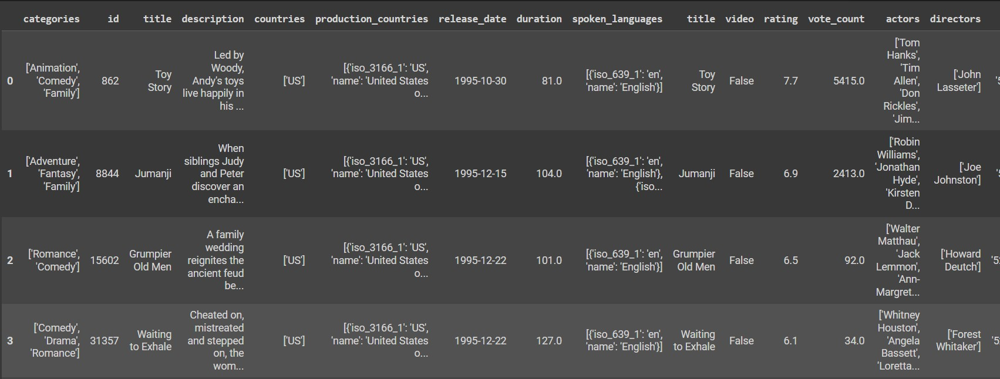 categories id title description countries production_countries release_date duration spoken_languages title video rating vote_count actors directors
0
['Animation',
'Comedy',
'Family']
862
Toy
Story
Led by
Woody,
Andy's toys
live happily in
his ...
['US']
[{'iso_3166_1': 'US',
'name': 'United States
o...
1995-10-30
81.0
[{'iso_639_1': 'en',
'name': 'English'}]
Toy
Story
False
7.7
5415.0
['Tom
Hanks',
'Tim
Allen',
'Don
Rickles',
'Jim...
['John
Lasseter']
1
['Adventure',
'Fantasy',
'Family']
8844
Jumanji
When
siblings Judy
and Peter
discover an
encha...
['US']
[{'iso_3166_1': 'US',
'name': 'United States
o...
1995-12-15
104.0
[{'iso_639_1': 'en',
'name': 'English'},
{'iso...
Jumanji
False
6.9
2413.0
['Robin
Williams',
'Jonathan
Hyde',
'Kirsten
D...
['Joe
Johnston']
2
['Romance',
'Comedy']
15602
Grumpier
Old Men
A family
wedding
reignites the
ancient feud
be...
['US']
[{'iso_3166_1': 'US',
'name': 'United States
o...
1995-12-22
101.0
[{'iso_639_1': 'en',
'name': 'English'}]
Grumpier
Old Men
False
6.5
92.0
['Walter
Matthau',
'Jack
Lemmon',
'Ann-
Margret...
['Howard
Deutch']
3
['Comedy',
'Drama',
'Romance']
31357
Waiting
to Exhale
Cheated on,
mistreated
and stepped
on, the
wom...
['US']
[{'iso_3166_1': 'US',
'name': 'United States
o...
1995-12-22
127.0
[{'iso_639_1': 'en',
'name': 'English'}]
Waiting
to Exhale
False
6.1
34.0
['Whitney
Houston',
'Angela
Bassett',
'Loretta...
['Forest
Whitaker']